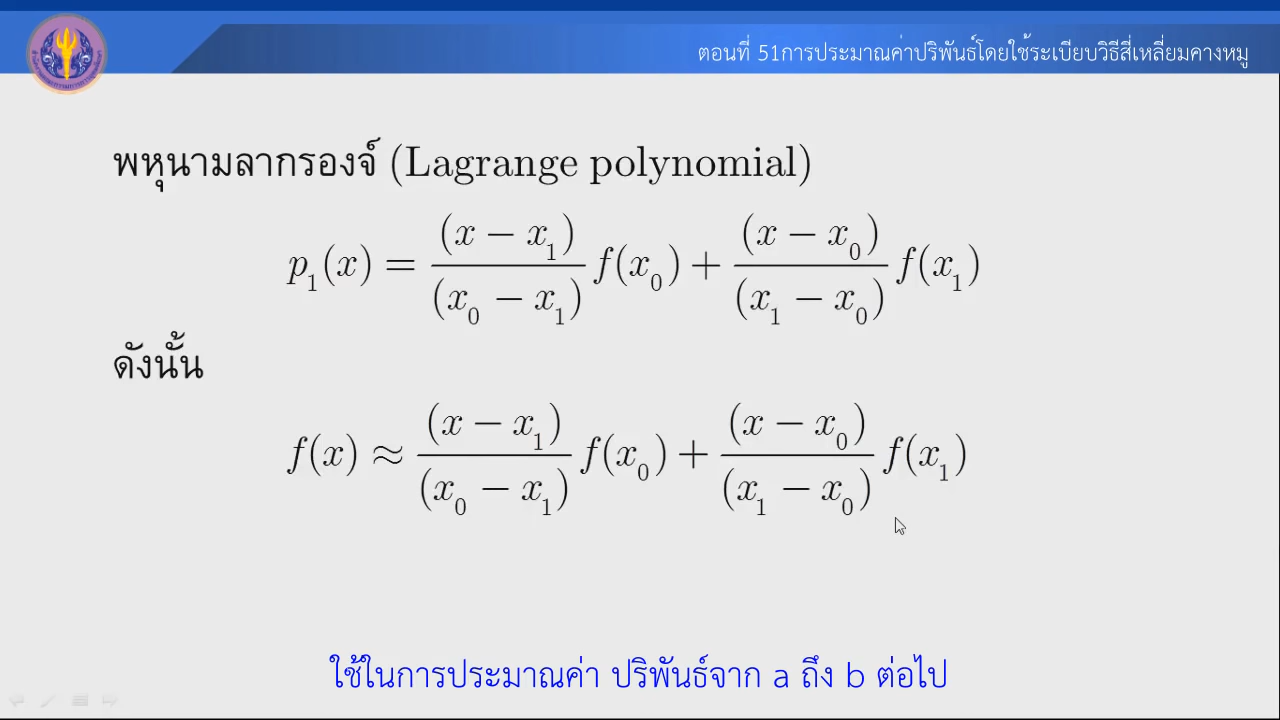 ตอนที่ 51การประมาณค่าปริพันธ์โดยใช้ระเบียบวิธีสี่เหลี่ยมคางหมู
พหุนามลากรองจ์ (Lagrange polynomial)
p₁(x) = (x − x₁)/(x₀ − x₁) f(x₀) + (x − x₀)/(x₁ − x₀) f(x₁)
ดังนั้น
f(x) ≈ (x − x₁)/(x₀ − x₁) f(x₀) + (x − x₀)/(x₁ − x₀) f(x₁)
ใช้ในการประมาณค่า ปริพันธ์จาก a ถึง b ต่อไป